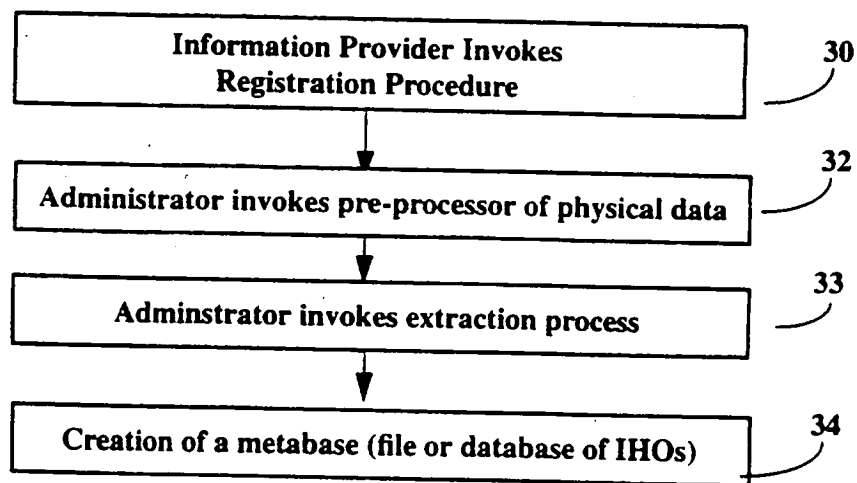 Information Provider Invokes
Registration Procedure
30
Administrator invokes pre-processor of physical data
32
Adminstrator invokes extraction process
33
Creation of a metabase (file or database of IHOs)
34